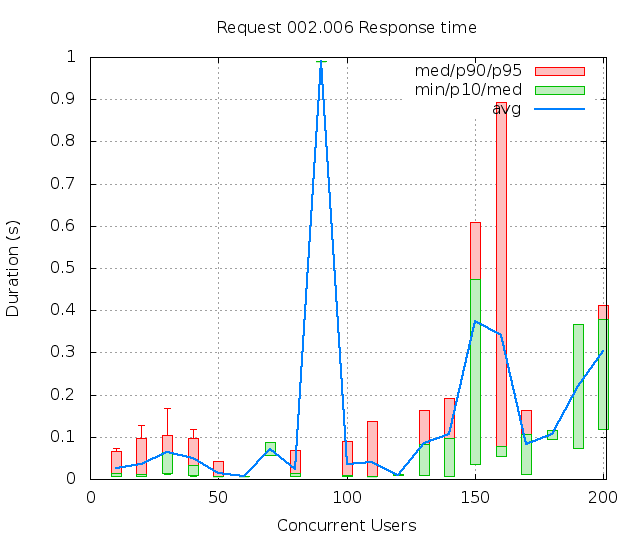 Request 002.006 Response time
med/p90/p95
min/p10/med
avg
Duration (s)
1
0.9
0.8
0.7
0.6
0.5
0.4
0.3
0.2
0.1
0
0 50 100 150 200
Concurrent Users